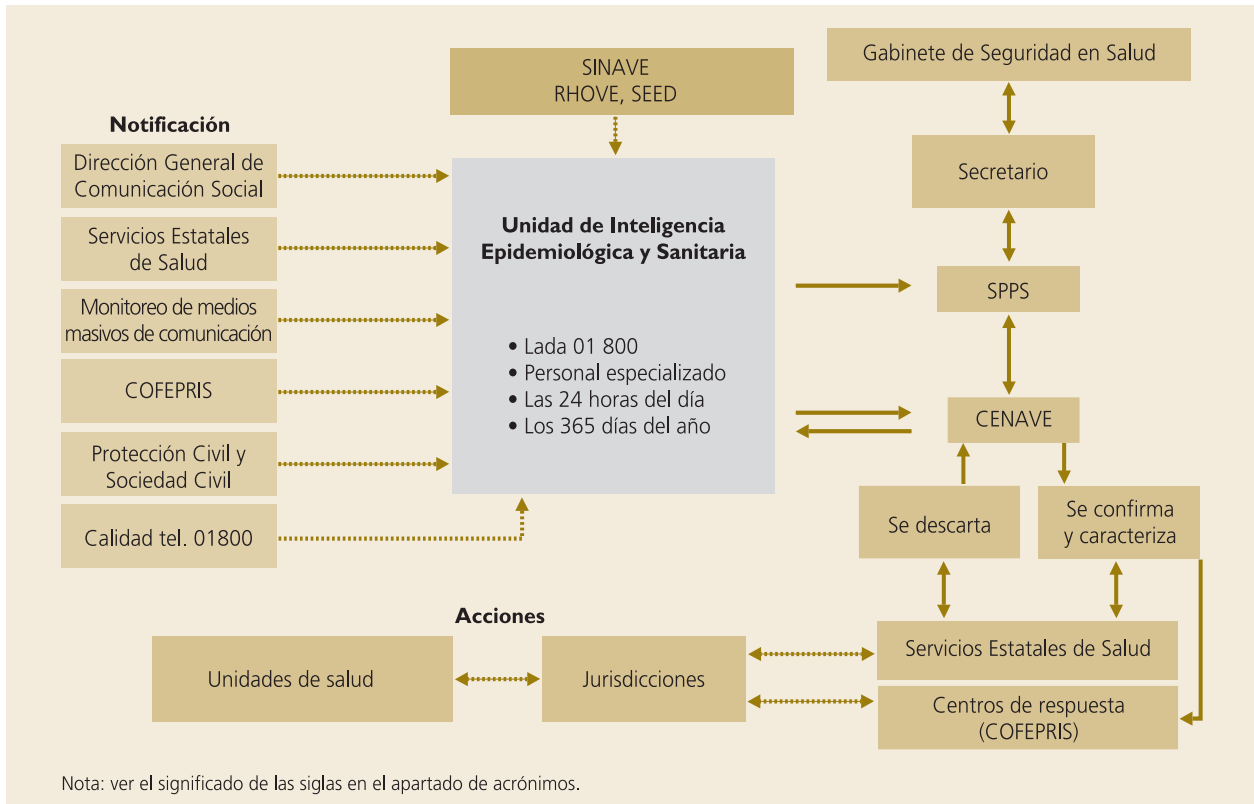 SINAVE
RHOVE, SEED
Gabinete de Seguridad en Salud
Notificación
Dirección General de
Comunicación Social
Servicios Estatales
de Salud
Monitoreo de medios
masivos de comunicación
COFEPRIS
Protección Civil y
Sociedad Civil
Calidad tel. 01800
Unidad de Inteligencia
Epidemiológica y Sanitaria
• Lada 01 800
• Personal especializado
• Las 24 horas del día
• Los 365 días del año
Secretario
SPPS
CENAVE
Se descarta
Se confirma
y caracteriza
Acciones
Unidades de salud
Jurisdicciones
Servicios Estatales de Salud
Centros de respuesta
(COFEPRIS)
Nota: ver el significado de las siglas en el apartado de acrónimos.